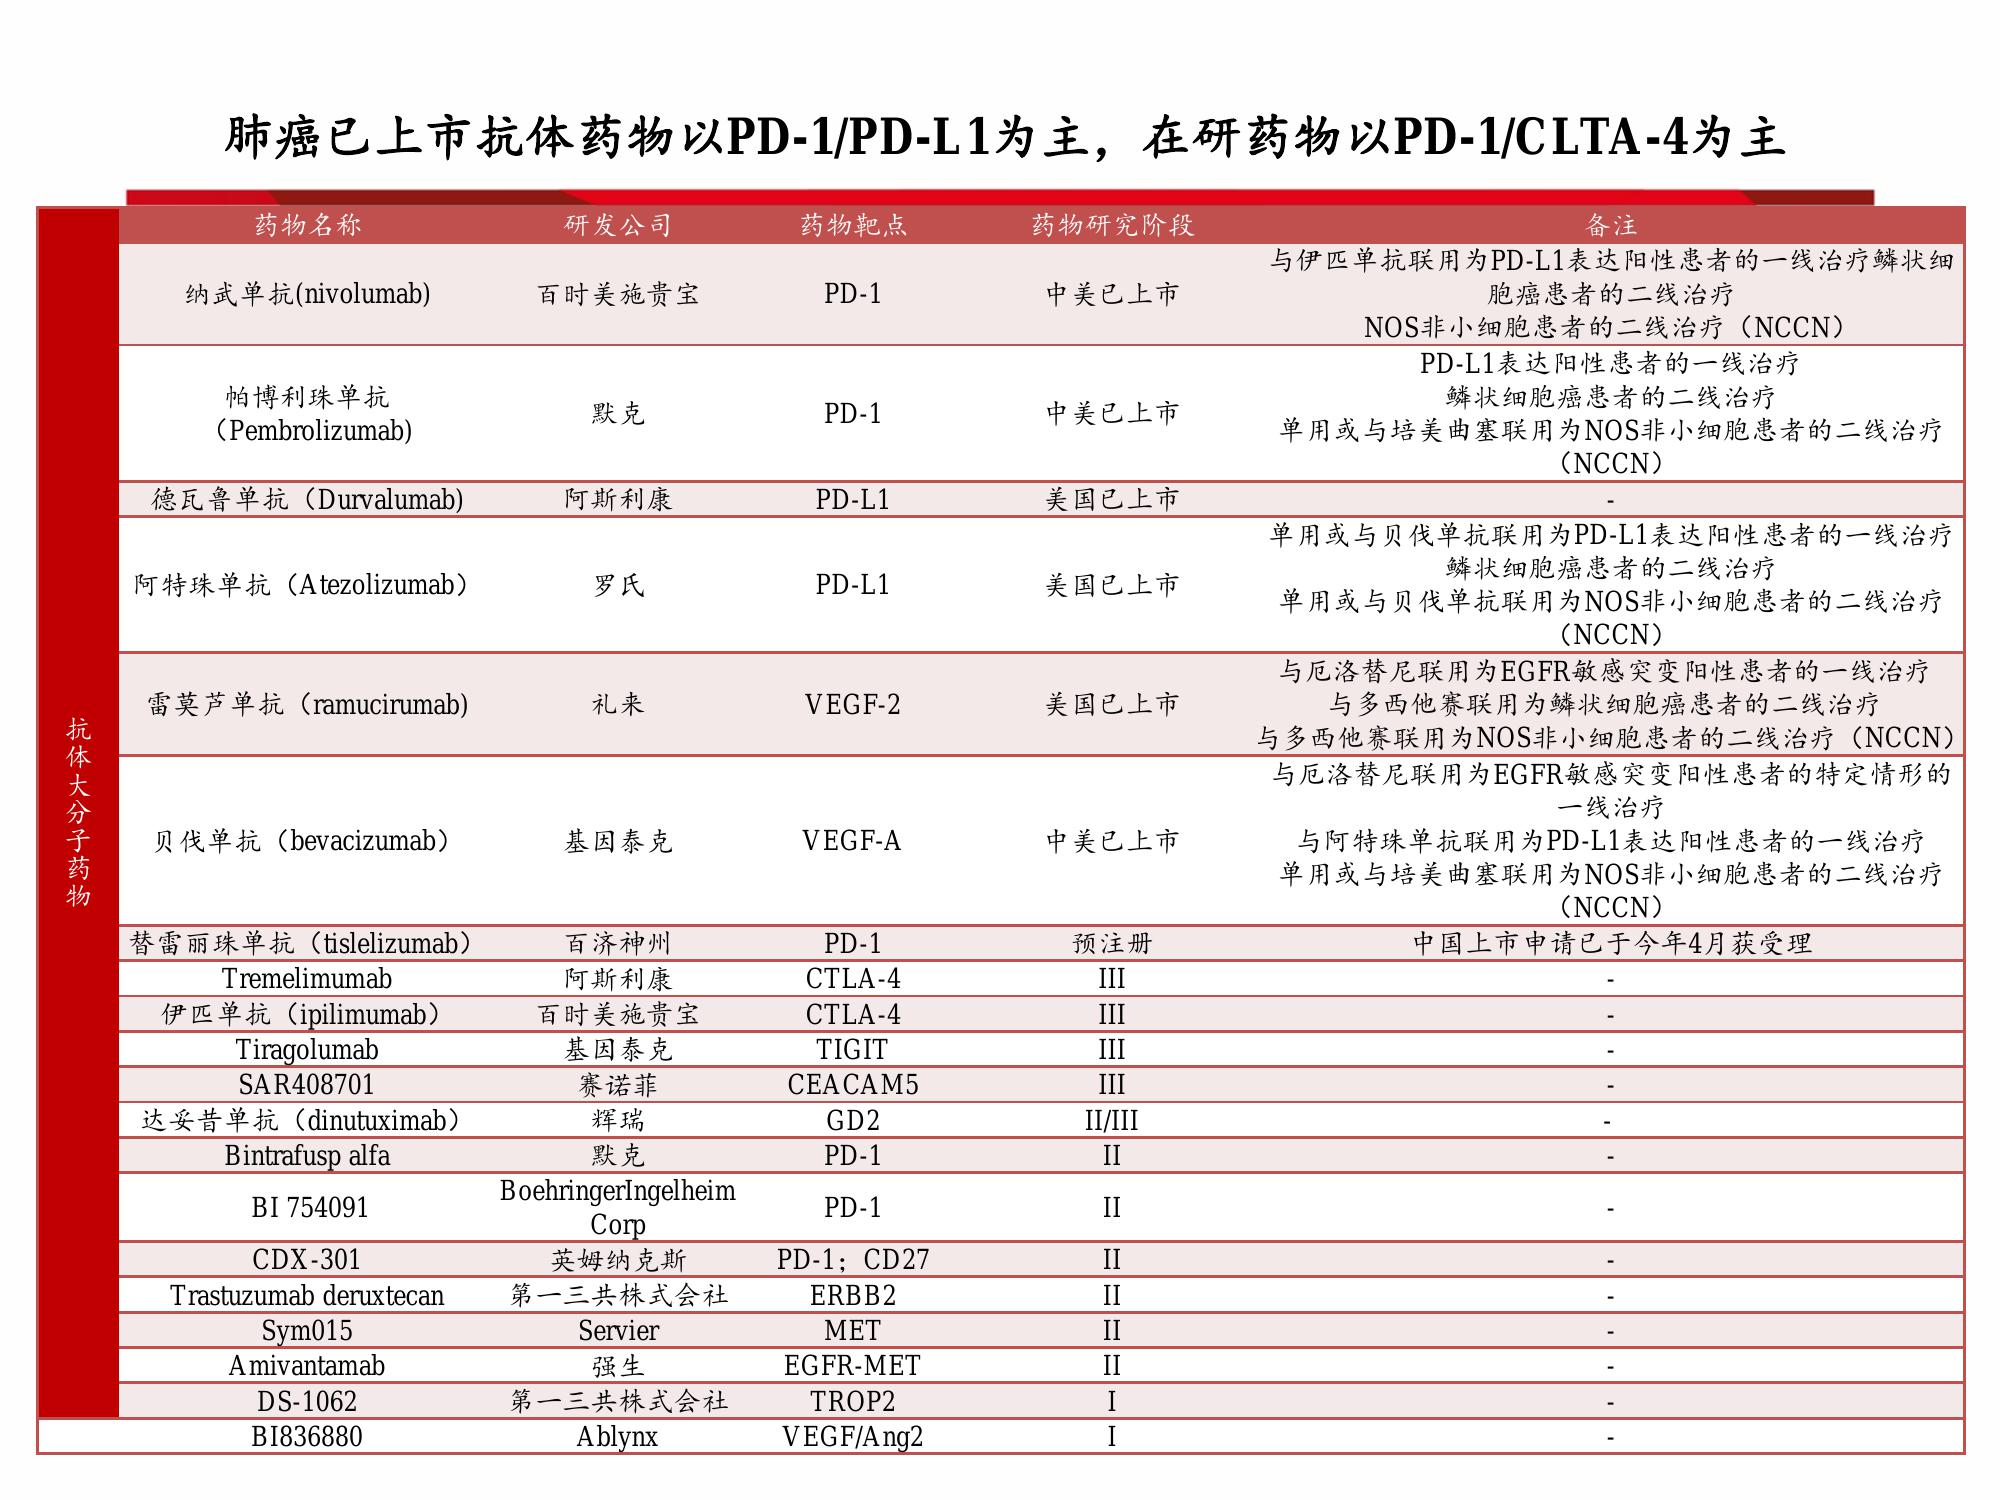 肺癌已上市抗体药物以PD-1/PD-L1为主，在研药物以PD-1/CLTA-4为主
药物名称 研发公司 药物靶点 药物研究阶段 备注
抗体大分子药物
纳武单抗(nivolumab) 百时美施贵宝 PD-1 中美已上市
与伊匹单抗联用为PD-L1表达阳性患者的一线治疗鳞状细
胞癌患者的二线治疗
NOS非小细胞患者的二线治疗（NCCN）
帕博利珠单抗
（Pembrolizumab)
默克 PD-1 中美已上市
PD-L1表达阳性患者的一线治疗
鳞状细胞癌患者的二线治疗
单用或与培美曲塞联用为NOS非小细胞患者的二线治疗
（NCCN）
德瓦鲁单抗（Durvalumab) 阿斯利康 PD-L1 美国已上市 -
阿特珠单抗（Atezolizumab） 罗氏 PD-L1 美国已上市
单用或与贝伐单抗联用为PD-L1表达阳性患者的一线治疗
鳞状细胞癌患者的二线治疗
单用或与贝伐单抗联用为NOS非小细胞患者的二线治疗
（NCCN）
雷莫芦单抗（ramucirumab) 礼来 VEGF-2 美国已上市
与厄洛替尼联用为EGFR敏感突变阳性患者的一线治疗
与多西他赛联用为鳞状细胞癌患者的二线治疗
与多西他赛联用为NOS非小细胞患者的二线治疗（NCCN）
贝伐单抗（bevacizumab） 基因泰克 VEGF-A 中美已上市
与厄洛替尼联用为EGFR敏感突变阳性患者的特定情形的
一线治疗
与阿特珠单抗联用为PD-L1表达阳性患者的一线治疗
单用或与培美曲塞联用为NOS非小细胞患者的二线治疗
（NCCN）
替雷丽珠单抗（tislelizumab） 百济神州 PD-1 预注册 中国上市申请已于今年4月获受理
Tremelimumab 阿斯利康 CTLA-4 III -
伊匹单抗（ipilimumab） 百时美施贵宝 CTLA-4 III -
Tiragolumab 基因泰克 TIGIT III -
SAR408701 赛诺菲 CEACAM5 III -
达妥昔单抗（dinutuximab） 辉瑞 GD2 II/III -
Bintrafusp alfa 默克 PD-1 II -
BI 754091 BoehringerIngelheim
Corp
PD-1 II -
CDX-301 英姆纳克斯 PD-1；CD27 II -
Trastuzumab deruxtecan 第一三共株式会社 ERBB2 II -
Sym015 Servier MET II -
Amivantamab 强生 EGFR-MET II -
DS-1062 第一三共株式会社 TROP2 I -
BI836880 Ablynx VEGF/Ang2 I -